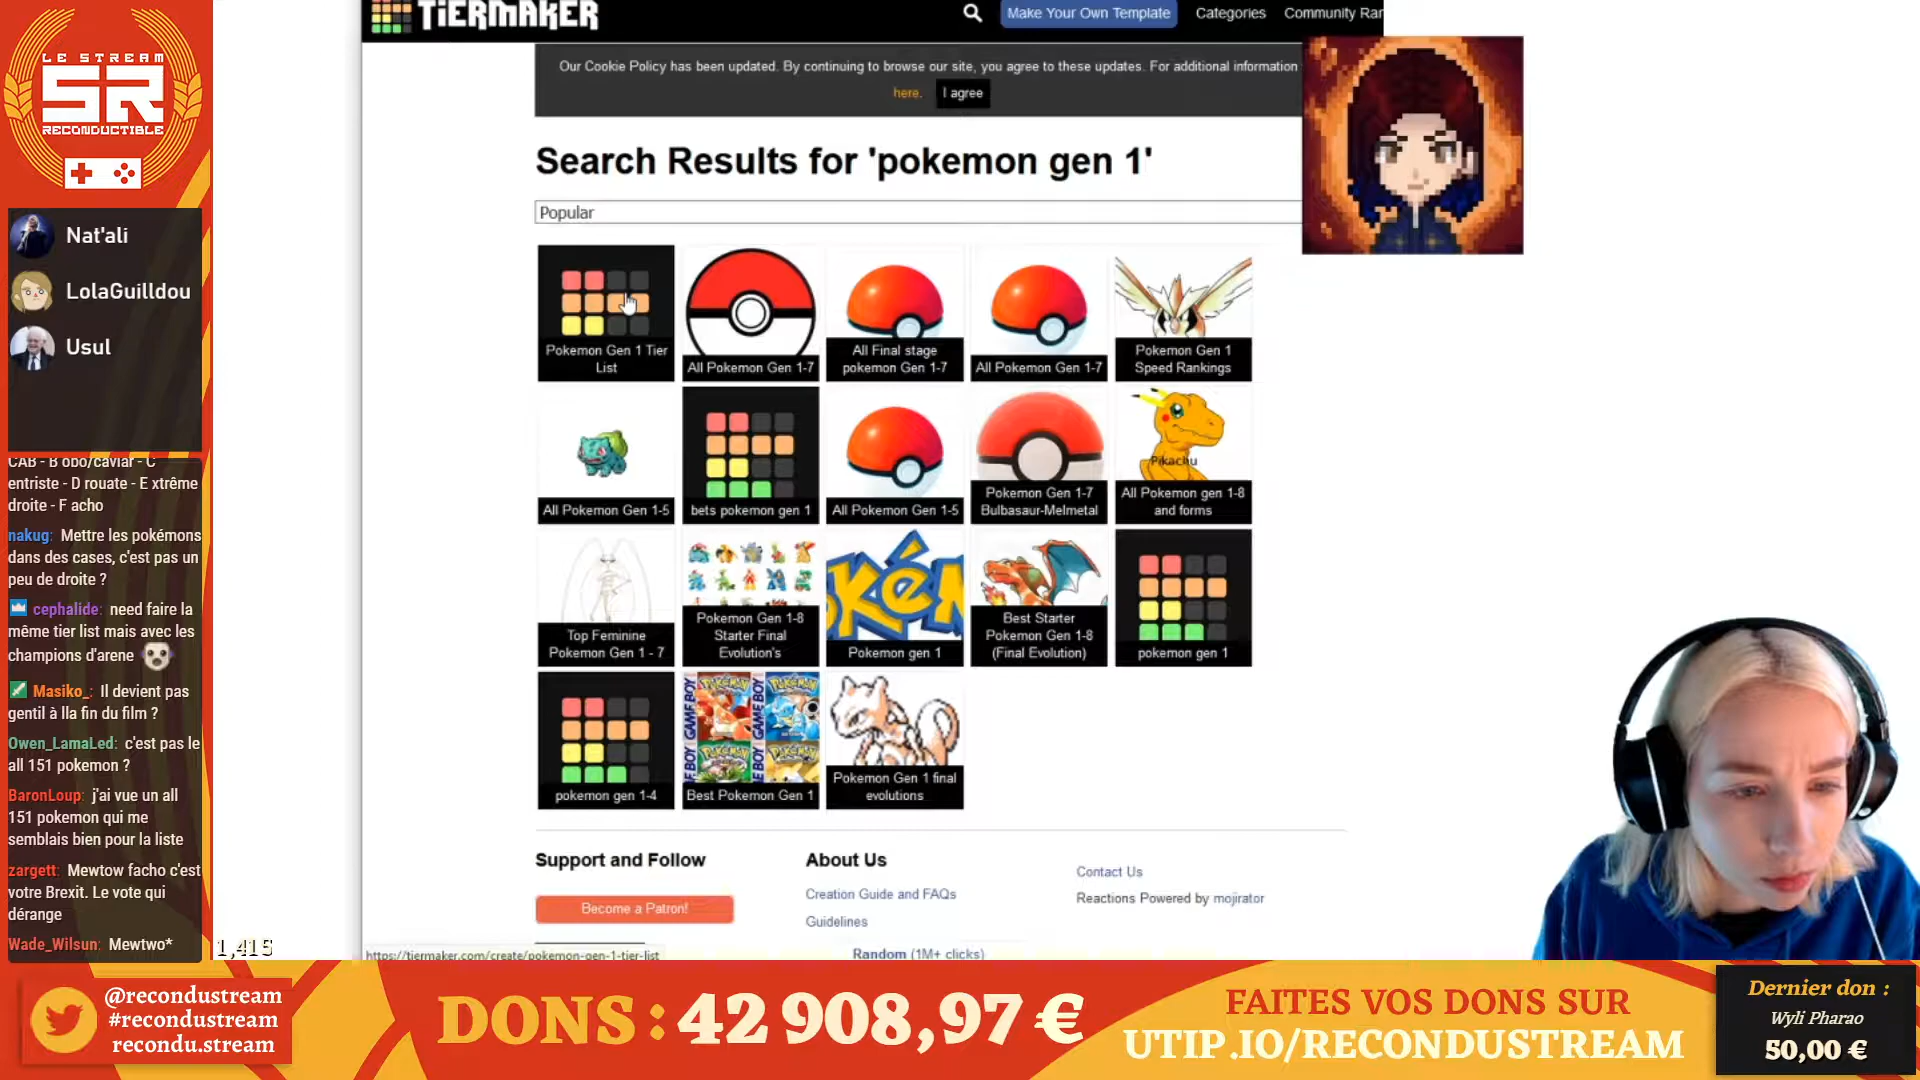 LE STREAM
SR
RECONDUCTIBLE
Nat'ali
LolaGuilldou
Usul
CAB - B obo/caviar - C
entriste - D rouate - E xtrême
droite - F acho
nakug: Mettre les pokémons
dans des cases, c'est pas un
peu de droite ?
cephalide: need faire la
même tier list mais avec les
champions d'arene
Masiko_: Il devient pas
gentil à lla fin du film ?
Owen_LamaLed: c'est pas le
all 151 pokemon ?
BaronLoup: j'ai vue un all
151 pokemon qui me
semblais bien pour la liste
zargett: Mewtow facho c'est
votre Brexit. Le vote qui
dérange
Wade_Wilsun: Mewtwo*
1,415
TiERMAKER
Make Your Own Template
Categories
Community Ran
Our Cookie Policy has been updated. By continuing to browse our site, you agree to these updates. For additional information
here.
I agree
Search Results for 'pokemon gen 1'
Popular
Pokemon Gen 1 Tier
List
All Pokemon Gen 1-7
All Final stage
pokemon Gen 1-7
All Pokemon Gen 1-7
Pokemon Gen 1
Speed Rankings
All Pokemon Gen 1-5
bets pokemon gen 1
All Pokemon Gen 1-5
Pokemon Gen 1-7
Bulbasaur-Melmetal
Pikachu
All Pokemon gen 1-8
and forms
Top Feminine
Pokemon Gen 1 - 7
Pokemon Gen 1-8
Starter Final
Evolution's
Pokemon gen 1
Best Starter
Pokemon Gen 1-8
(Final Evolution)
pokemon gen 1
pokemon gen 1-4
Best Pokemon Gen 1
Pokemon Gen 1 final
evolutions
Support and Follow
Become a Patron!
About Us
Creation Guide and FAQs
Guidelines
Random (1M+ clicks)
Contact Us
Reactions Powered by mojirator
https://tiermaker.com/create/pokemon-gen-1-tier-list
@recondustream
#recondustream
recondu.stream
DONS : 42 908,97 €
FAITES VOS DONS SUR
UTIP.IO/RECONDUSTREAM
Dernier don :
Wyli Pharao
50,00 €